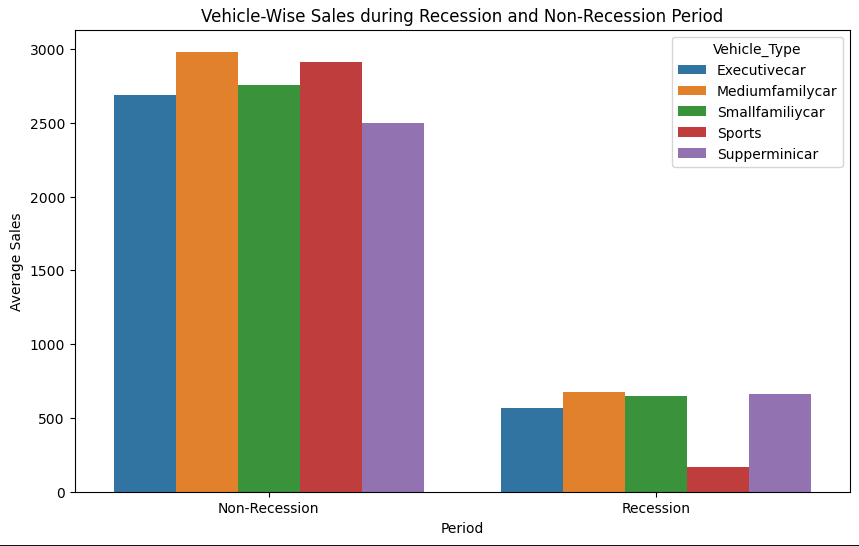 Vehicle-Wise Sales during Recession and Non-Recession Period
Vehicle_Type
Executivecar
Mediumfamilycar
Smallfamiliycar
Sports
Supperminicar
Average Sales
3000
2500
2000
1500
1000
500
0
Non-Recession
Recession
Period